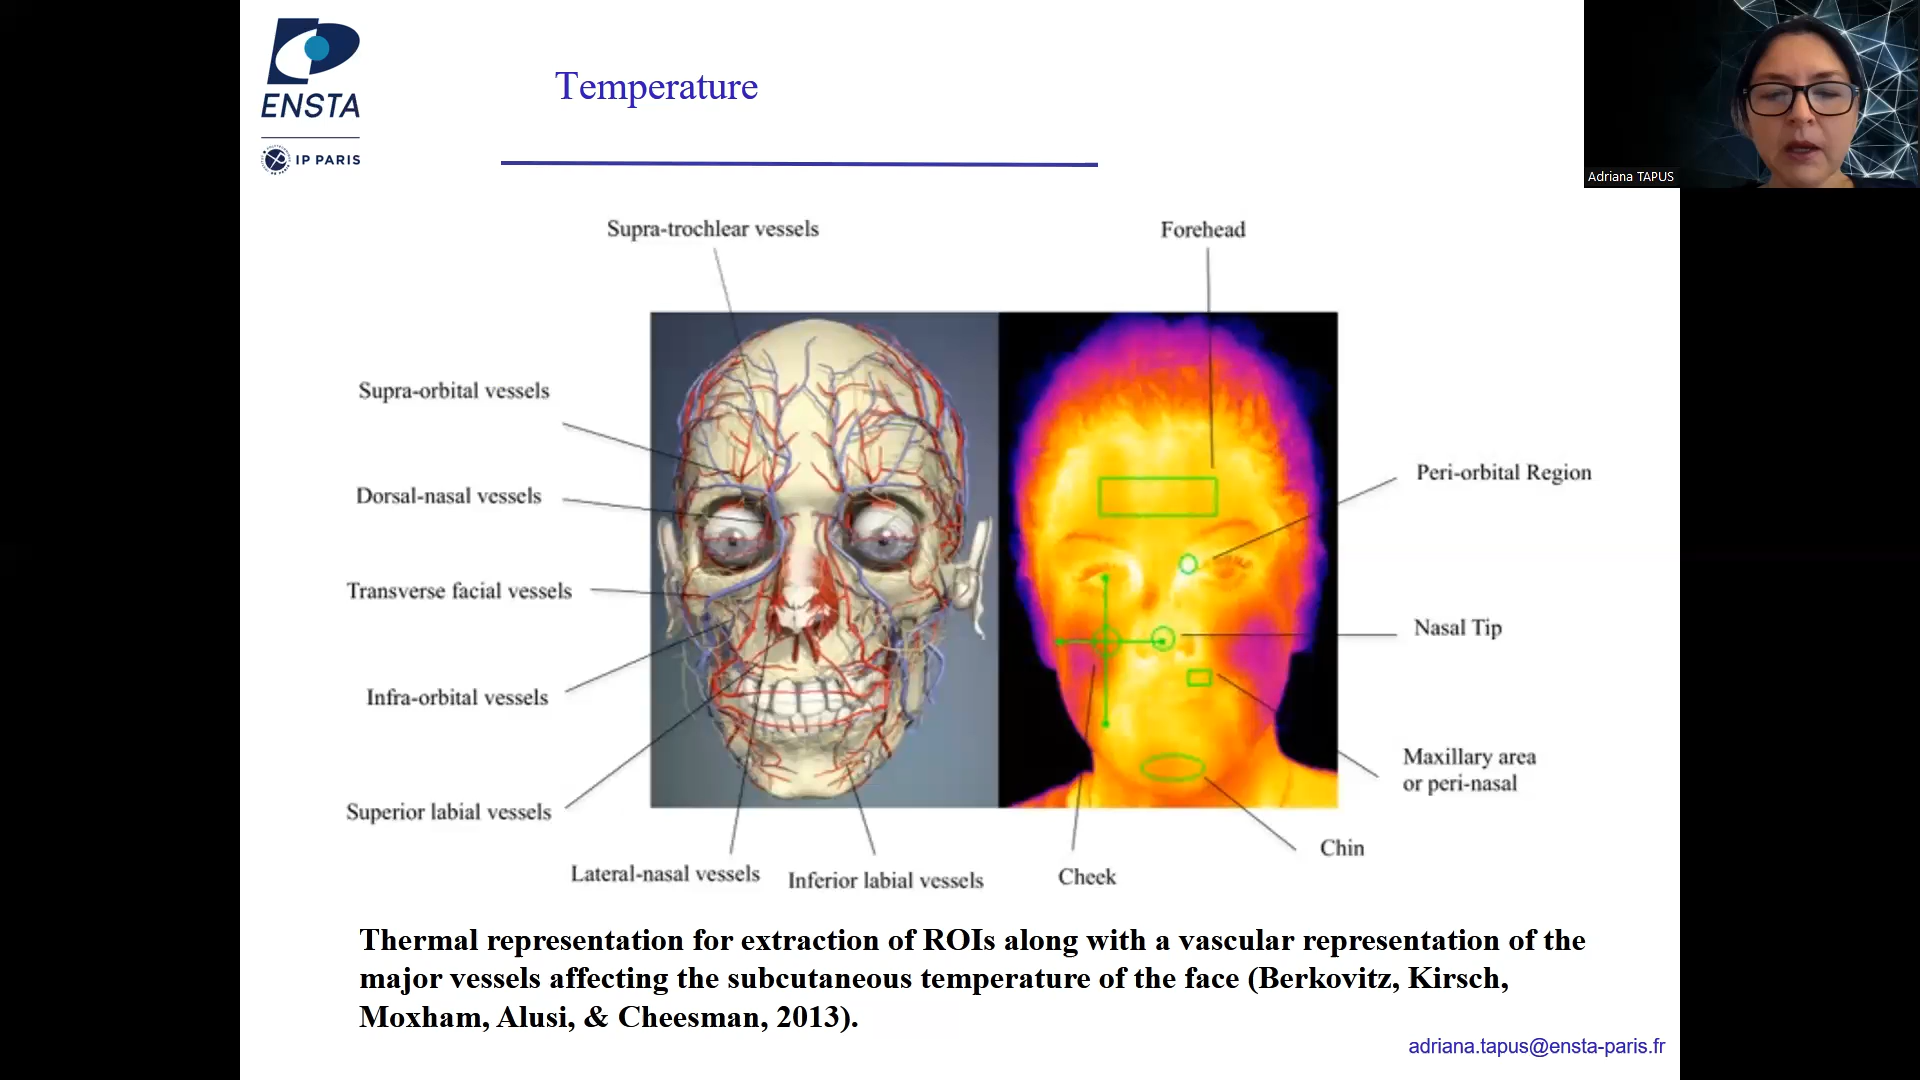 ENSTA
IP PARIS
Temperature
Adriana TAPUS
Supra-trochlear vessels
Forehead
Supra-orbital vessels
Peri-orbital Region
Dorsal-nasal vessels
Transverse facial vessels
Nasal Tip
Infra-orbital vessels
Maxillary area
or peri-nasal
Superior labial vessels
Chin
Lateral-nasal vessels
Inferior labial vessels
Cheek
Thermal representation for extraction of ROIs along with a vascular representation of the
major vessels affecting the subcutaneous temperature of the face (Berkovitz, Kirsch,
Moxham, Alusi, & Cheesman, 2013).
adriana.tapus@ensta-paris.fr